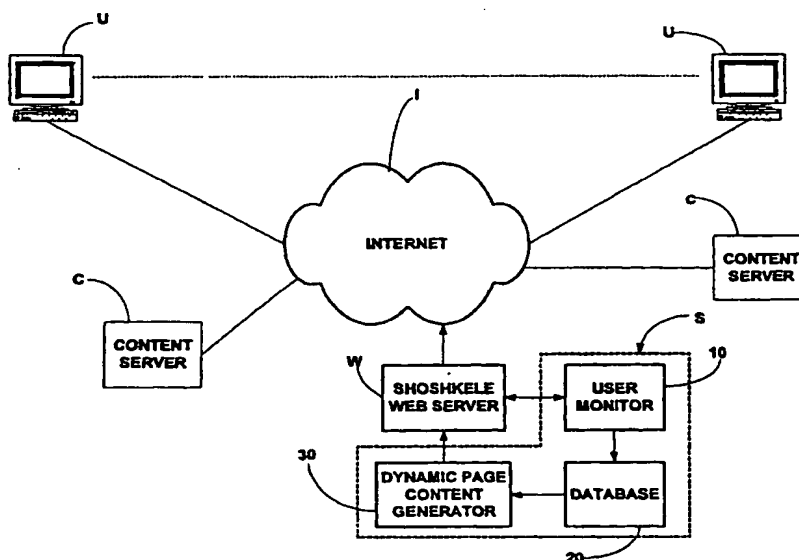 U
U
I
INTERNET
C
CONTENT
SERVER
c
CONTENT
SERVER
S
W
SHOSHKELE
WEB SERVER
10
USER
MONITOR
30
DYNAMIC PAGE
CONTENT
GENERATOR
DATABASE
20